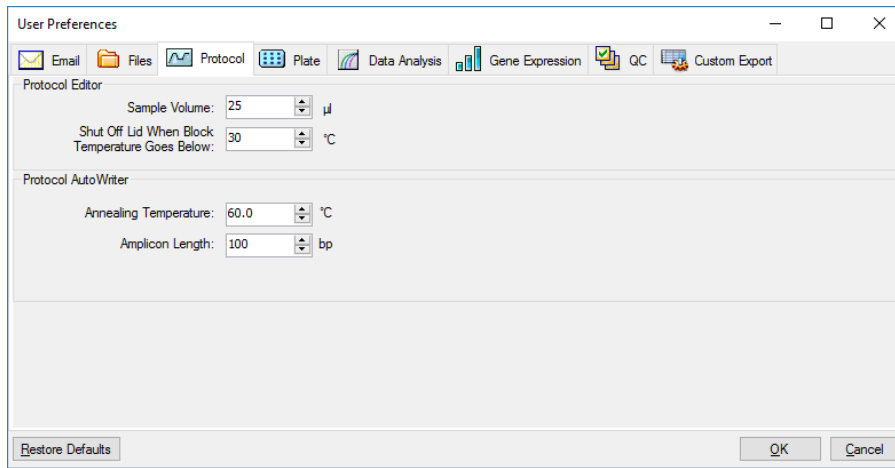 User Preferences
Email Files Protocol Plate Data Analysis Gene Expression QC Custom Export
Protocol Editor
Sample Volume: 25 µl
Shut Off Lid When Block
Temperature Goes Below: 30 °C
Protocol AutoWriter
Annealing Temperature: 60.0 °C
Amplicon Length: 100 bp
Restore Defaults OK Cancel